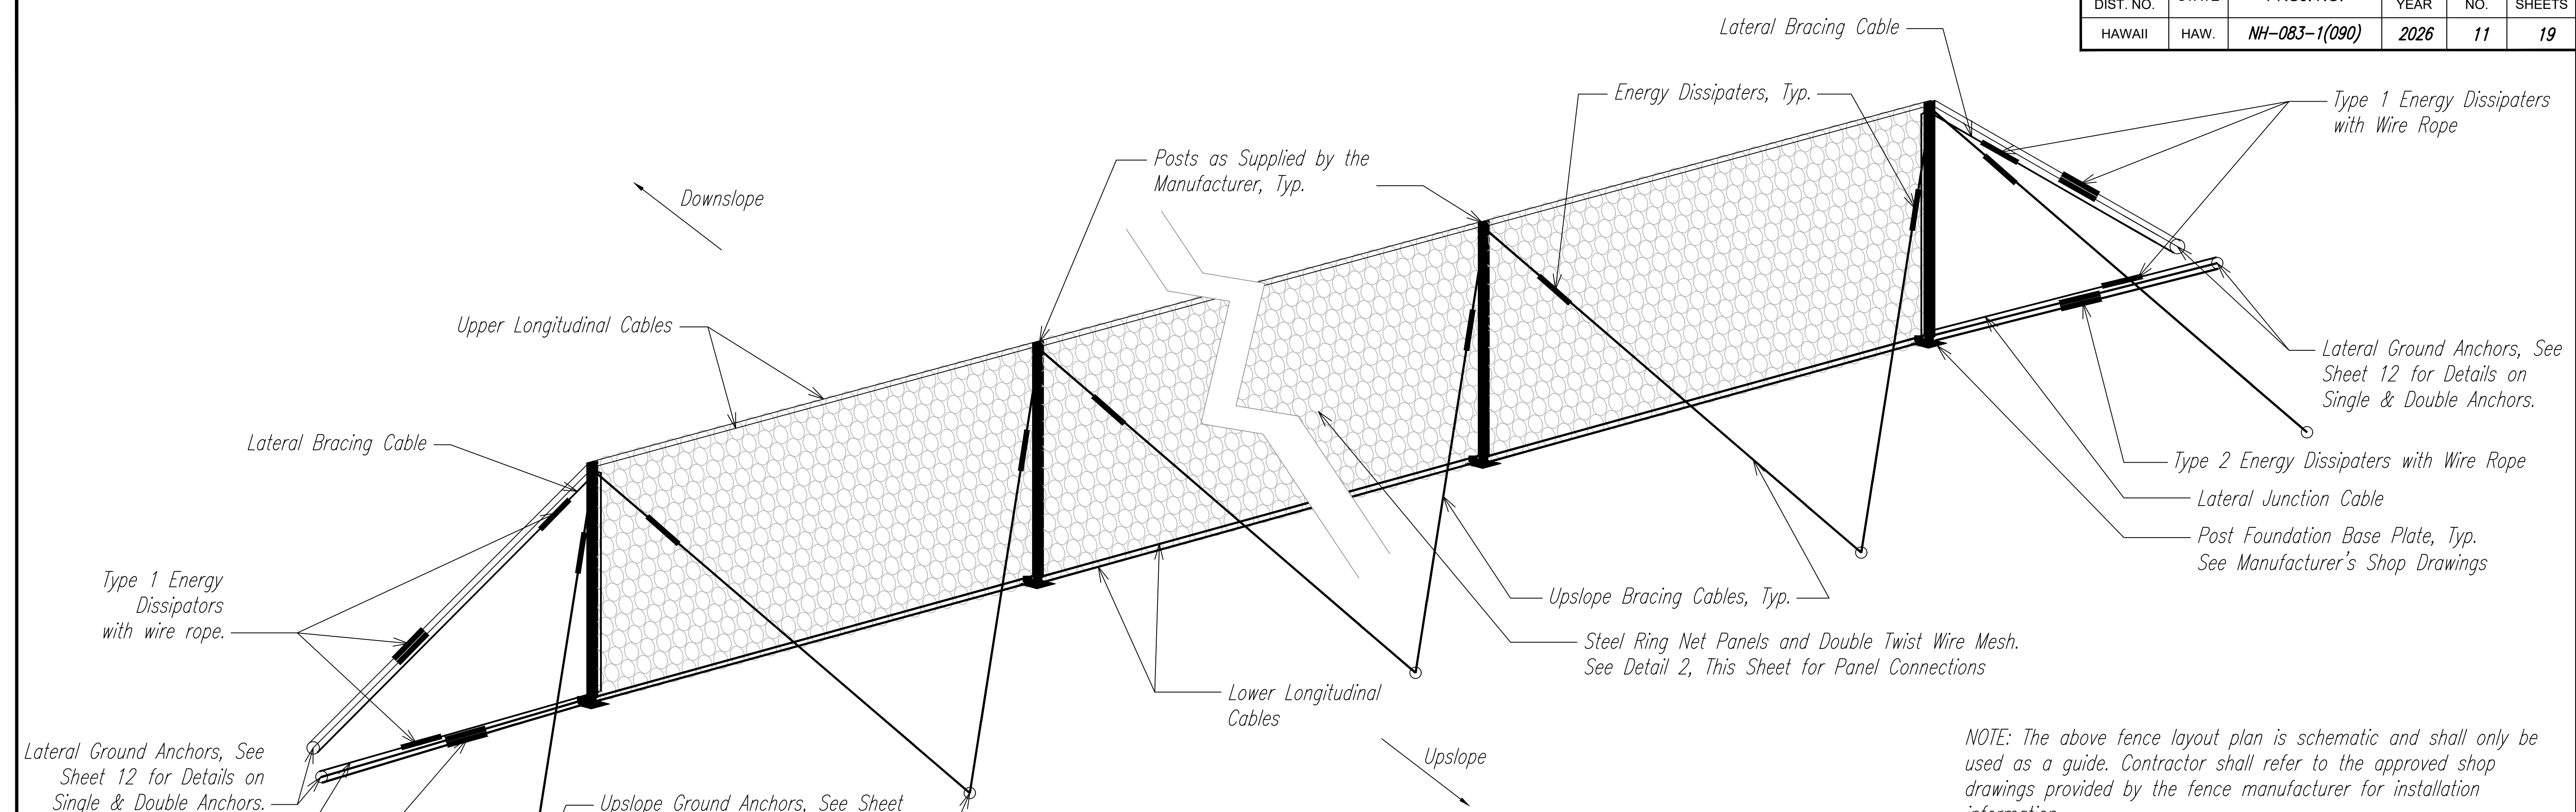 DIST. NO.
YEAR
NO.
SHEETS
HAWAII
HAW.
NH-083-1(090)
2026
11
19
Lateral Bracing Cable
Energy Dissipaters, Typ.
Type 1 Energy Dissipaters
with Wire Rope
Posts as Supplied by the
Manufacturer, Typ.
Downslope
Upper Longitudinal Cables
Lateral Ground Anchors, See
Sheet 12 for Details on
Single & Double Anchors.
Lateral Bracing Cable
Type 2 Energy Dissipaters with Wire Rope
Lateral Junction Cable
Post Foundation Base Plate, Typ.
See Manufacturer's Shop Drawings
Type 1 Energy
Dissipators
with wire rope.
Upslope Bracing Cables, Typ.
Steel Ring Net Panels and Double Twist Wire Mesh.
See Detail 2, This Sheet for Panel Connections
Lower Longitudinal
Cables
Lateral Ground Anchors, See
Sheet 12 for Details on
Single & Double Anchors.
Upslope
Upslope Ground Anchors, See Sheet
NOTE: The above fence layout plan is schematic and shall only be
used as a guide. Contractor shall refer to the approved shop
drawings provided by the fence manufacturer for installation